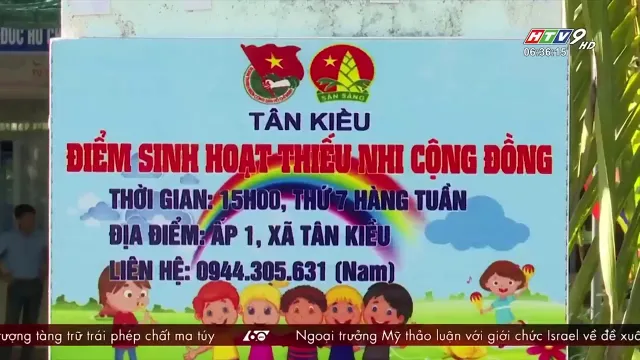 HTV9 HD
06:36:15
SẴN SÀNG
TÂN KIỀU
ĐIỂM SINH HOẠT THIẾU NHI CỘNG ĐỒNG
THỜI GIAN: 15H00, THỨ 7 HÀNG TUẦN
ĐỊA ĐIỂM: ẤP 1, XÃ TÂN KIỀU
LIÊN HỆ: 0944.305.631 (Nam)
tượng tàng trữ trái phép chất ma túy
Ngoại trưởng Mỹ thảo luận với giới chức Israel về đề xuấ